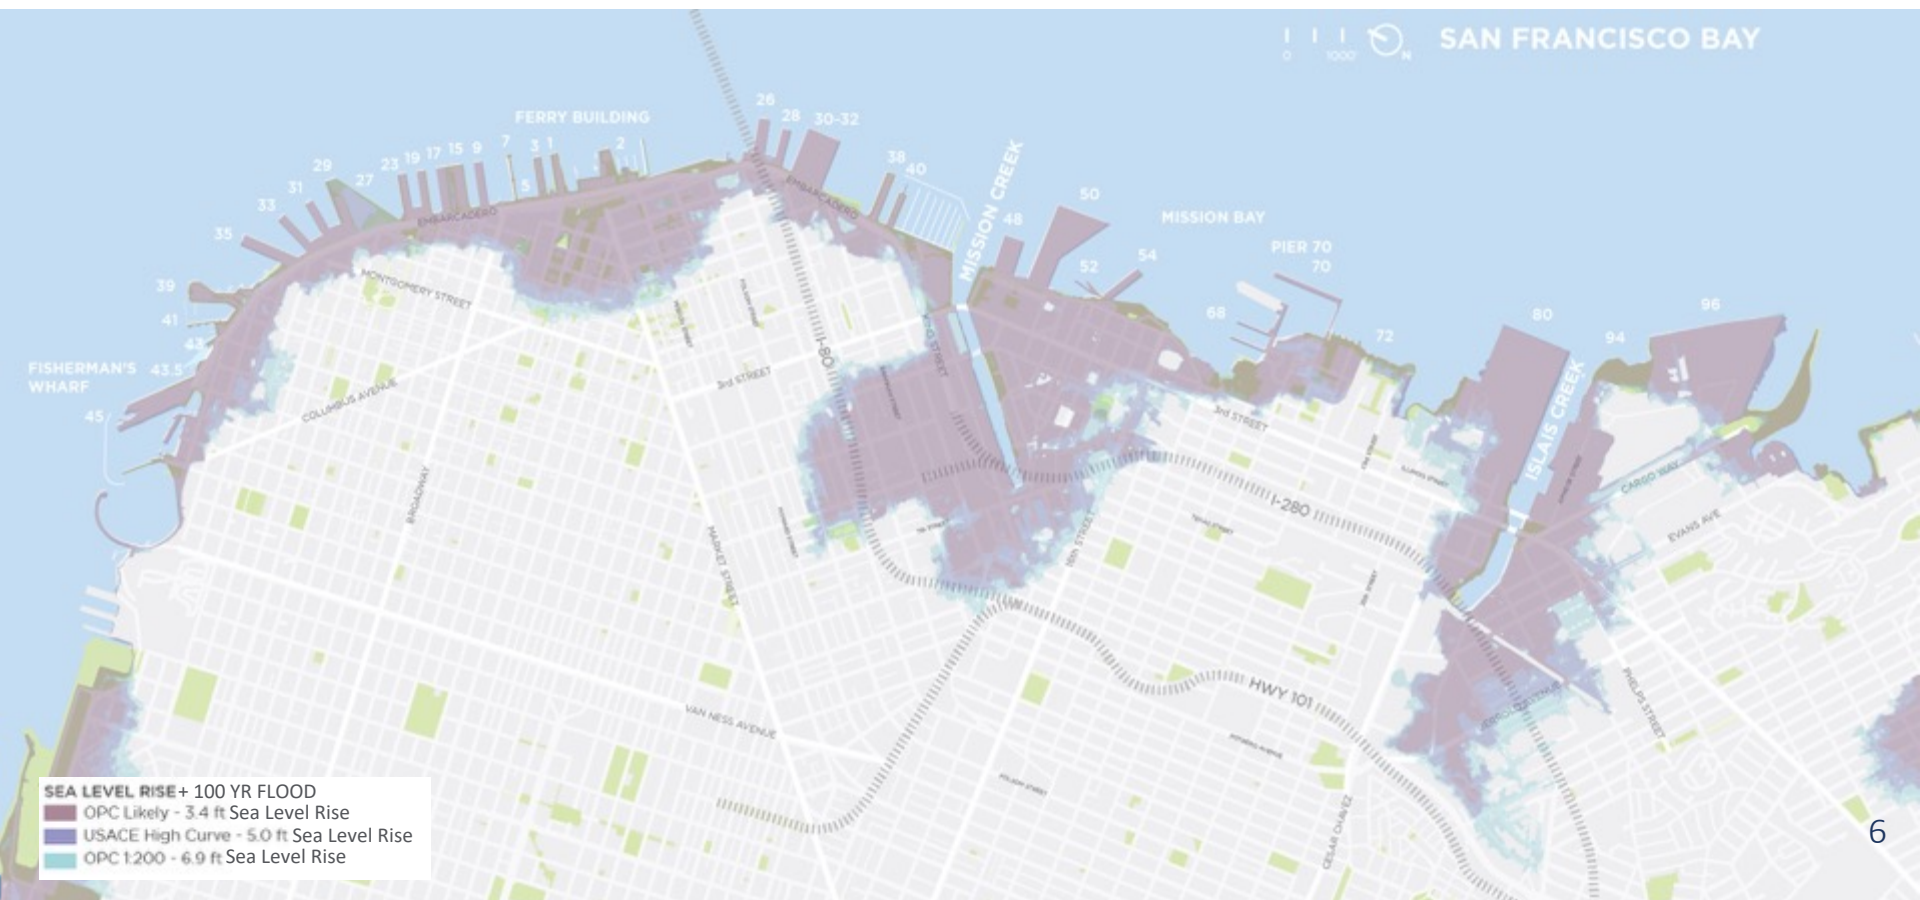 0 1000' N
SAN FRANCISCO BAY
FERRY BUILDING
26
28
30-32
29
23
19
17
15
9
7
3
1
2
5
27
31
33
35
38
40
MISSION CREEK
48
50
MISSION BAY
52
54
PIER 70
70
68
72
80
94
96
ISLAIS CREEK
EMBARCADERO
EMBARCADERO
39
41
43
43.5
45
FISHERMAN'S
WHARF
MONTGOMERY STREET
COLUMBUS AVENUE
BROADWAY
3rd STREET
I-80
KING STREET
MARKET STREET
VAN NESS AVENUE
16th STREET
3rd STREET
I-280
HWY 101
CARGO WAY
EVANS AVE
PHELPS STREET
CESAR CHAVEZ
SEA LEVEL RISE + 100 YR FLOOD
OPC Likely - 3.4 ft Sea Level Rise
USACE High Curve - 5.0 ft Sea Level Rise
OPC 1:200 - 6.9 ft Sea Level Rise
6